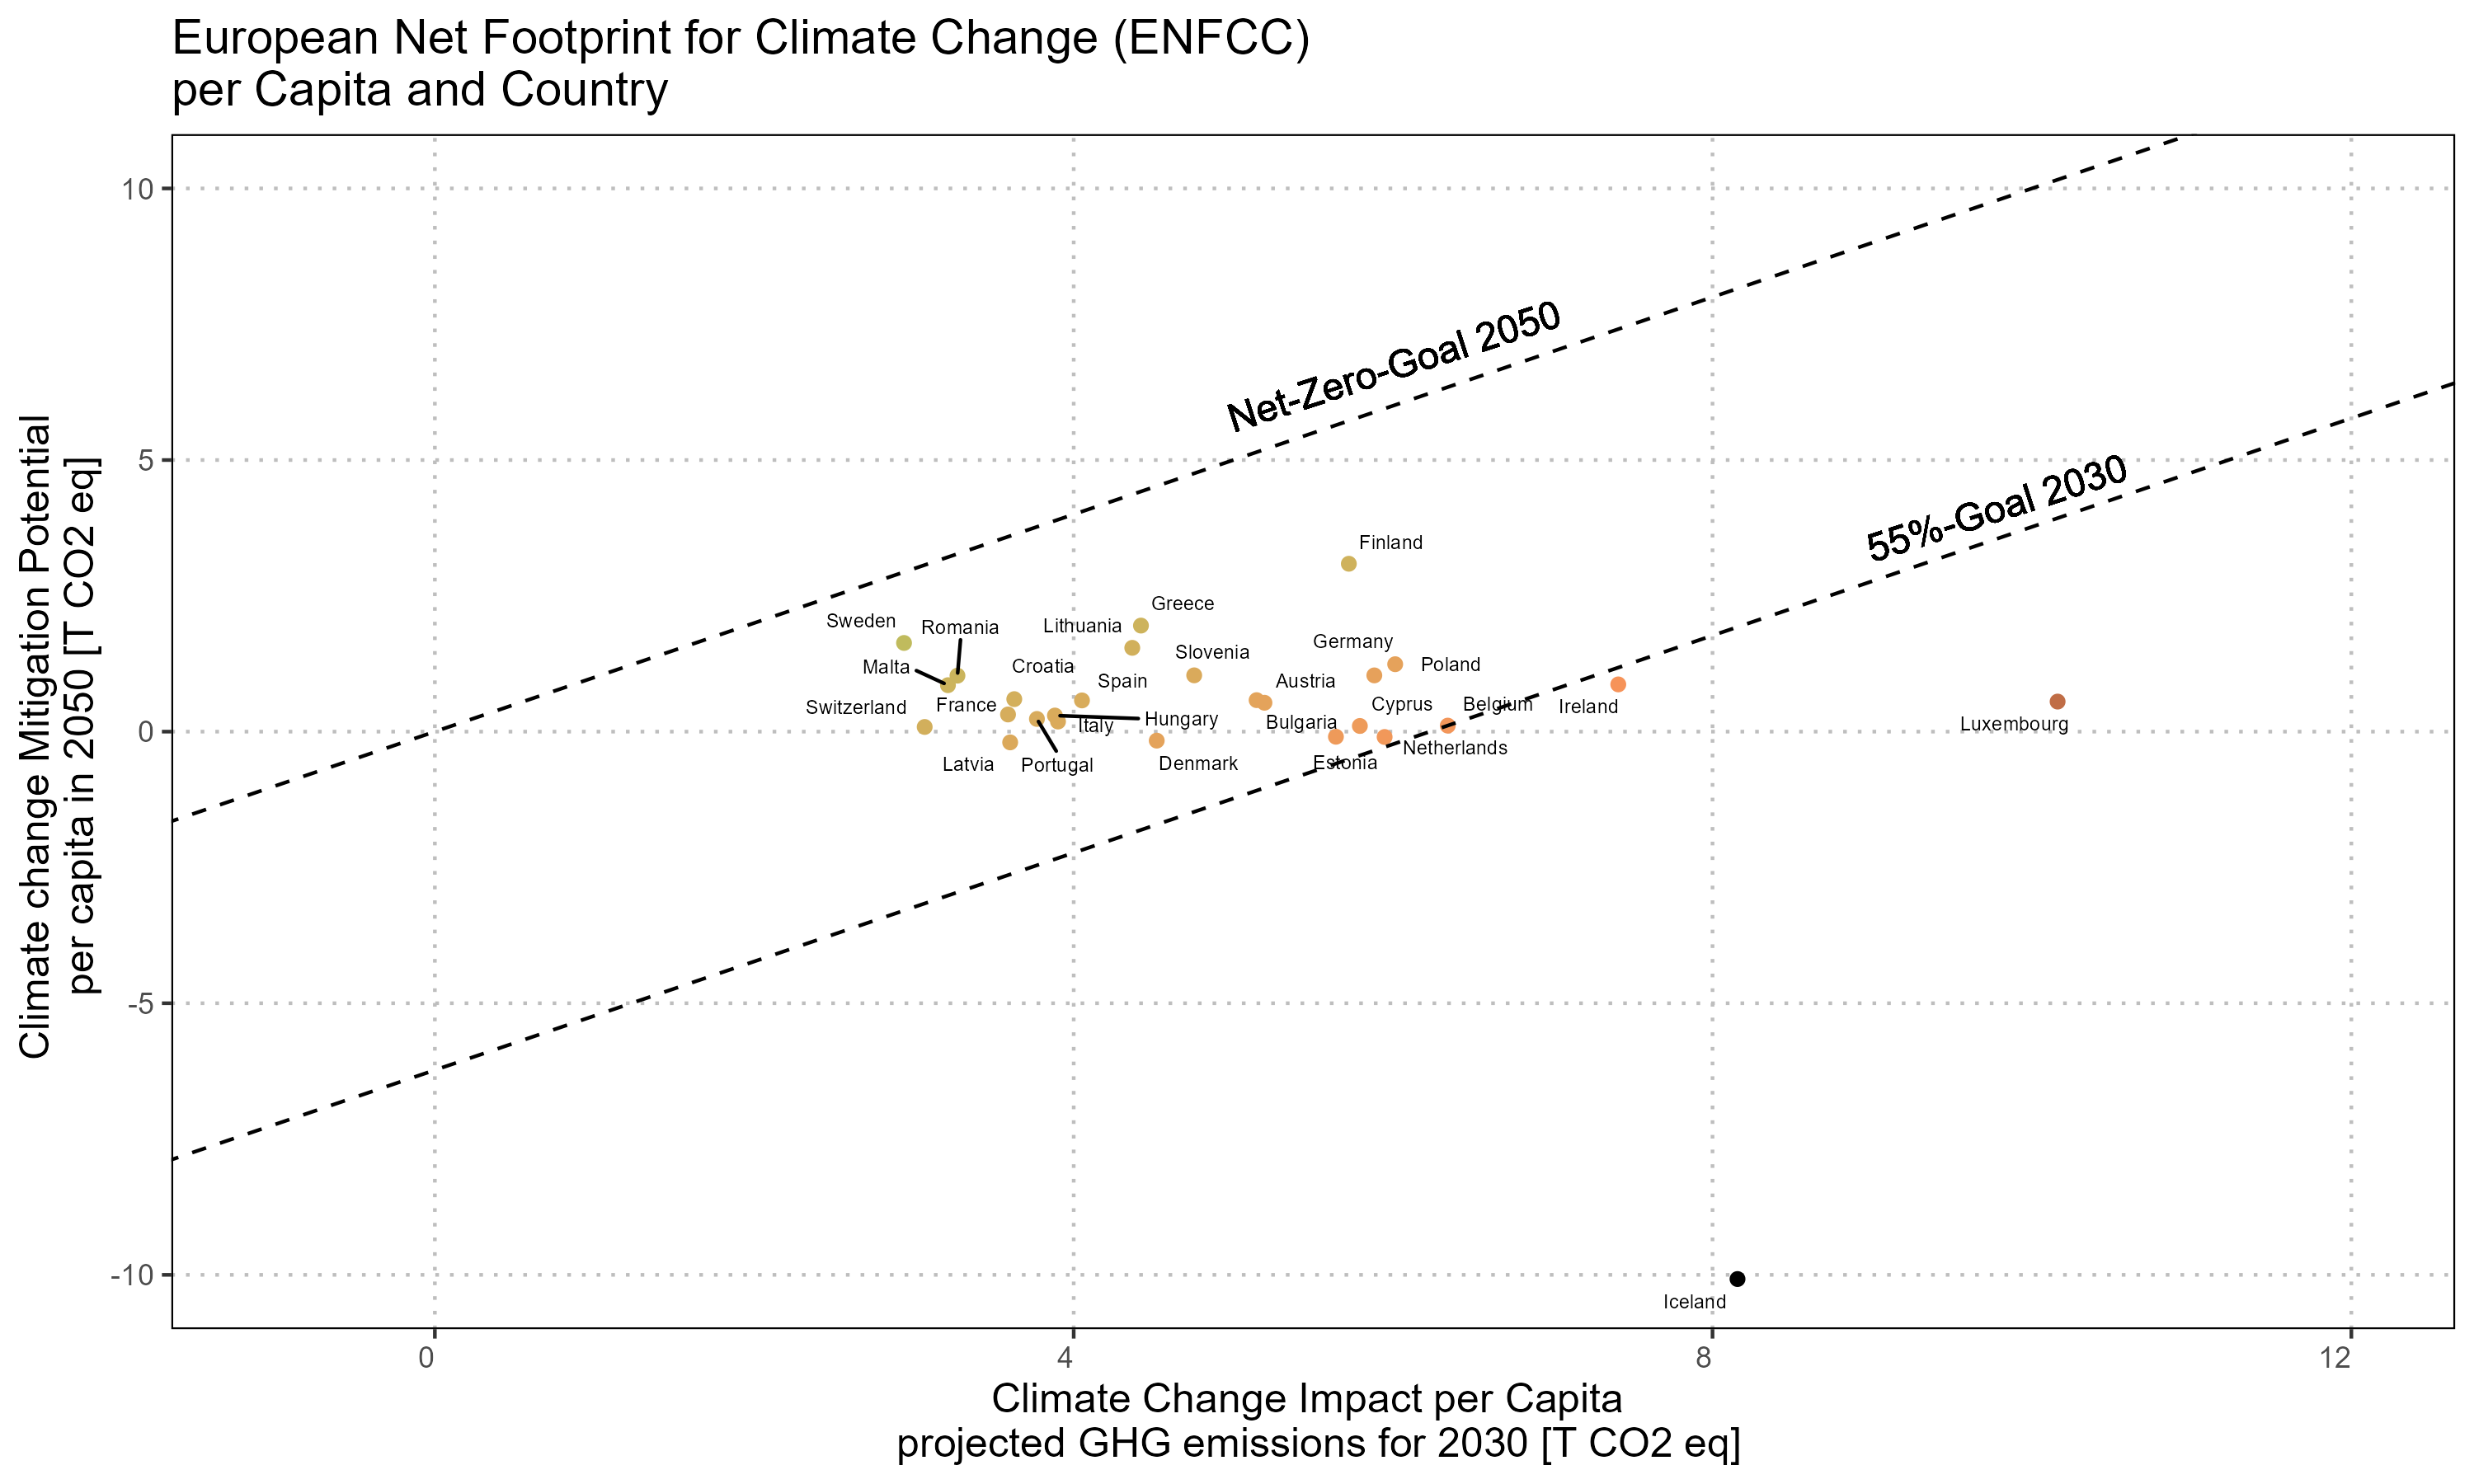 European Net Footprint for Climate Change (ENFCC)
per Capita and Country
Climate change Mitigation Potential
per capita in 2050 [T CO2 eq]
10
5
0
-5
-10
Net-Zero-Goal 2050
55%-Goal 2030
Finland
Greece
Sweden
Romania
Lithuania
Germany
Slovenia
Malta
Croatia
Poland
Spain
Austria
Switzerland
France
Cyprus
Belgium
Ireland
Hungary
Italy
Bulgaria
Luxembourg
Netherlands
Latvia
Portugal
Denmark
Estonia
Iceland
0
4
8
12
Climate Change Impact per Capita
projected GHG emissions for 2030 [T CO2 eq]